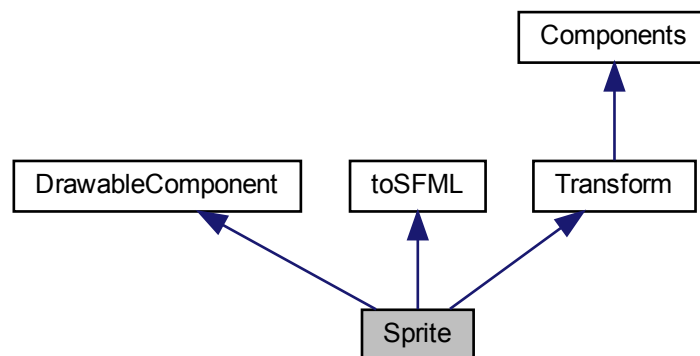 Components
DrawableComponent
toSFML
Transform
Sprite